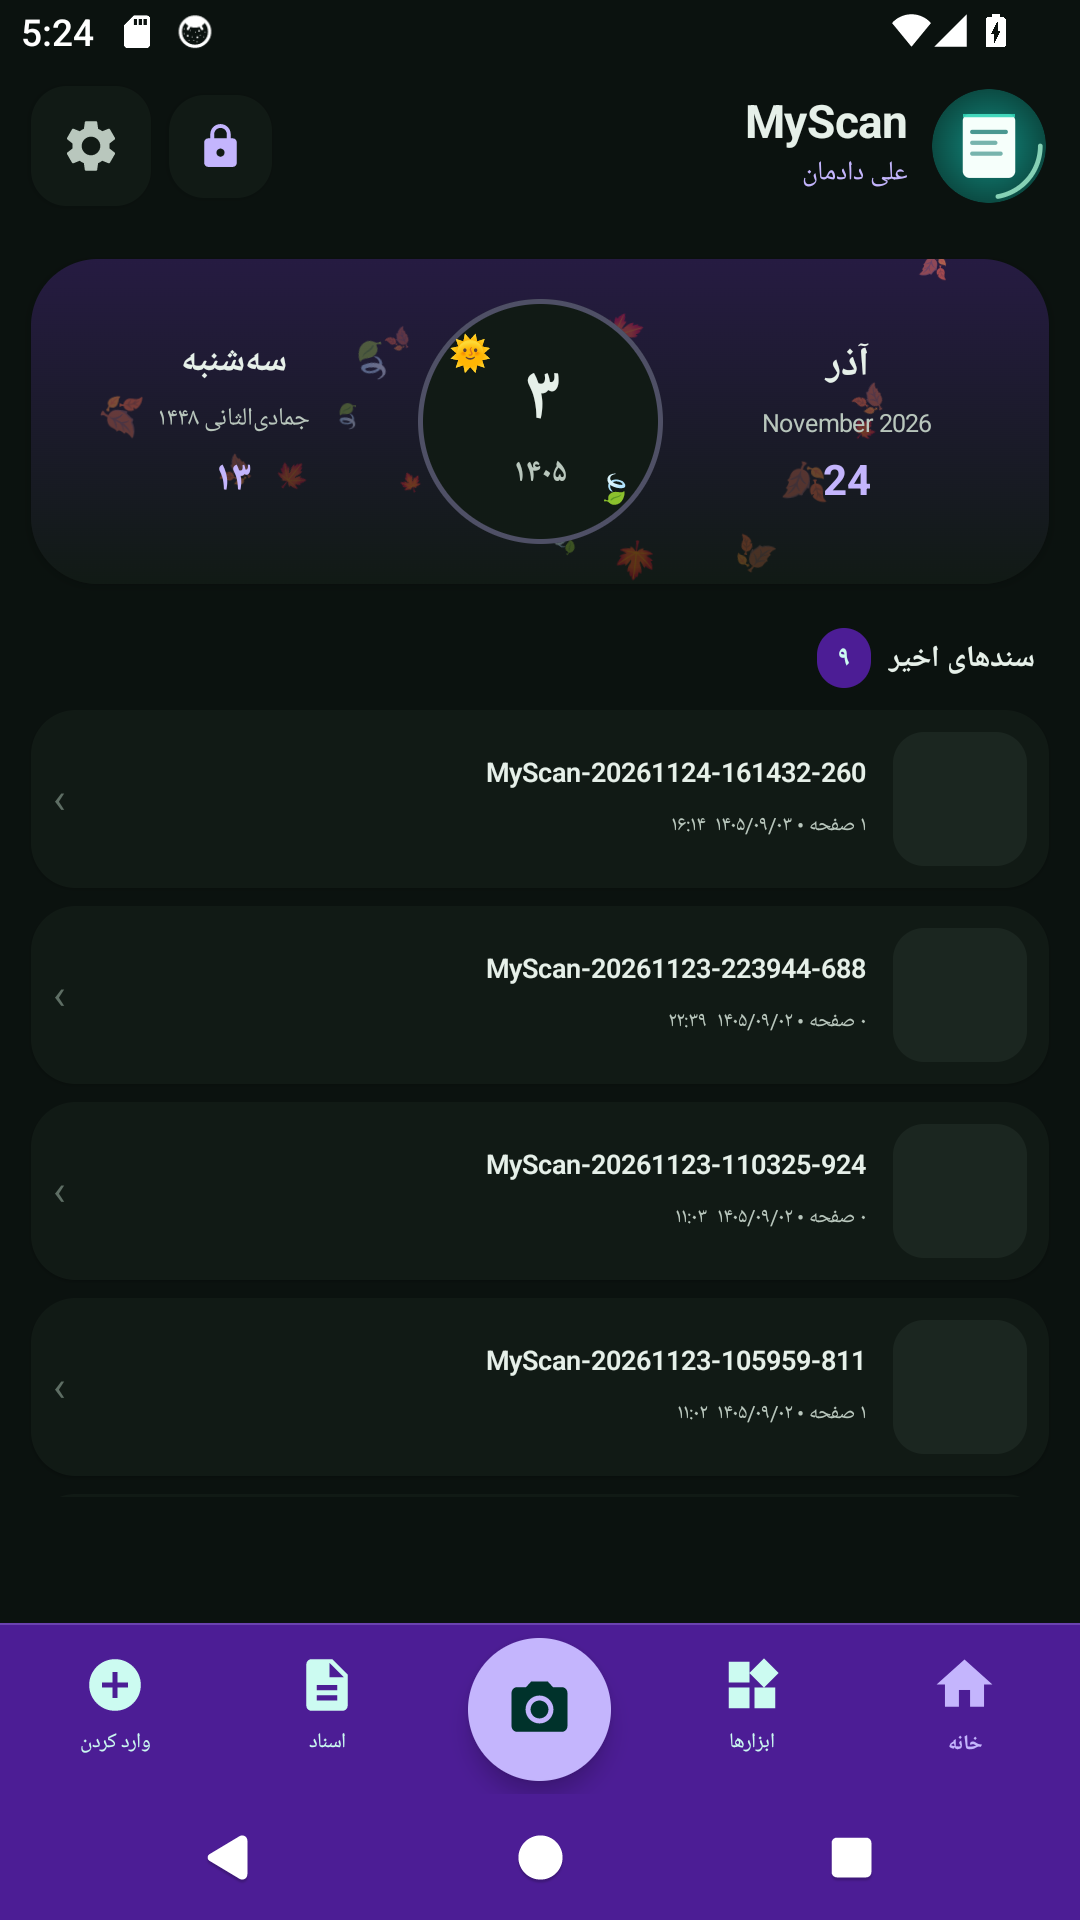 5:24
MyScan
علی دادمان
آذر
November 2026
24
۳
۱۴۰۵
سه‌شنبه
جمادی‌الثانی ۱۴۴۸
۱۳
سندهای اخیر ۹
MyScan-20261124-161432-260
۱ صفحه • ۱۴۰۵/۰۹/۰۳ ۱۶:۱۴
MyScan-20261123-223944-688
۰ صفحه • ۱۴۰۵/۰۹/۰۲ ۲۲:۳۹
MyScan-20261123-110325-924
۰ صفحه • ۱۴۰۵/۰۹/۰۲ ۱۱:۰۳
MyScan-20261123-105959-811
۱ صفحه • ۱۴۰۵/۰۹/۰۲ ۱۱:۰۲
خانه
ابزارها
اسناد
وارد کردن